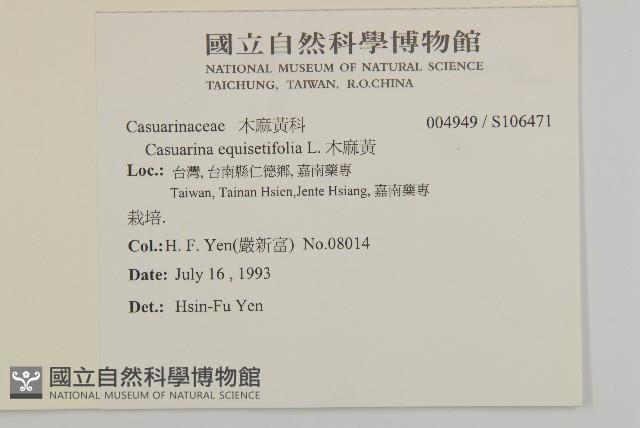 國立自然科學博物館
NATIONAL MUSEUM OF NATURAL SCIENCE
TAICHUNG, TAIWAN, R.O.CHINA
Casuarinaceae 木麻黃科 004949 / S106471
Casuarina equisetifolia L. 木麻黃
Loc.: 台灣, 台南縣仁德鄉, 嘉南藥專
Taiwan, Tainan Hsien,Jente Hsiang, 嘉南藥專
栽培.
Col.: H. F. Yen(嚴新富) No.08014
Date: July 16 , 1993
Det.: Hsin-Fu Yen
國立自然科學博物館
NATIONAL MUSEUM OF NATURAL SCIENCE